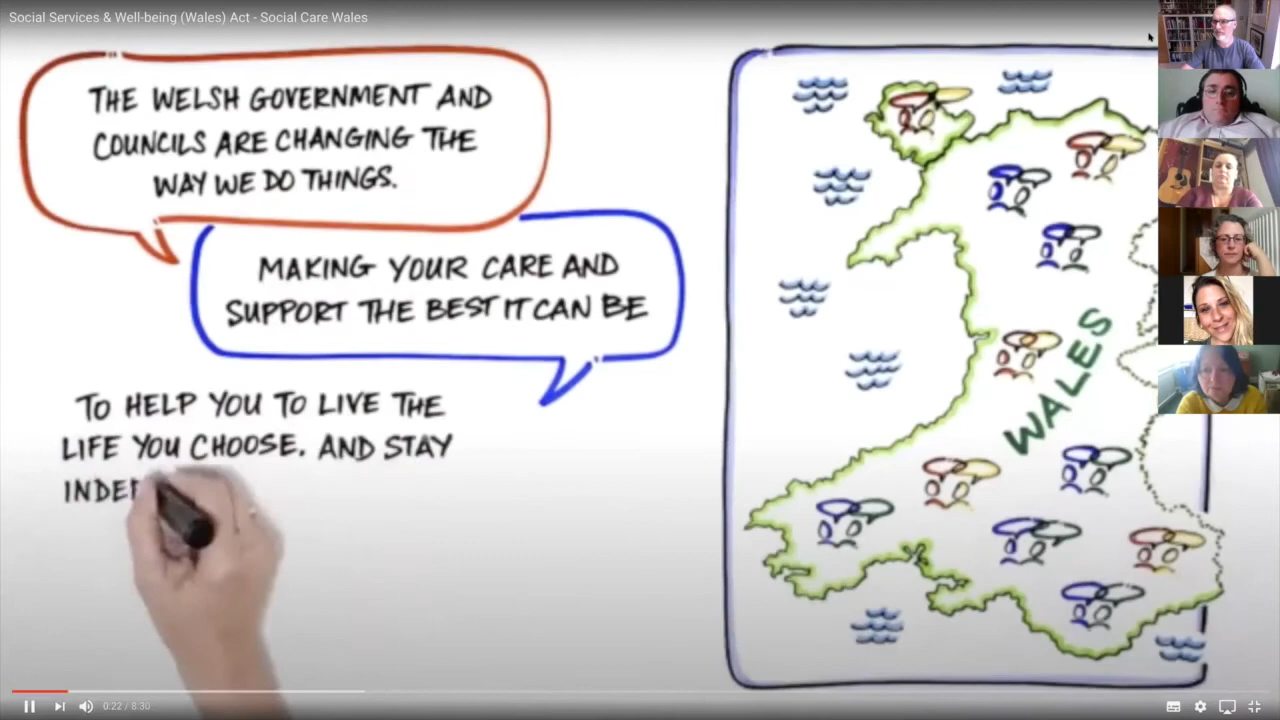 Social Services & Well-being (Wales) Act - Social Care Wales
THE WELSH GOVERNMENT AND
COUNCILS ARE CHANGING THE
WAY WE DO THINGS.
MAKING YOUR CARE AND
SUPPORT THE BEST IT CAN BE
TO HELP YOU TO LIVE THE
LIFE YOU CHOOSE. AND STAY
INDEP
WALES
0:22 / 8:30